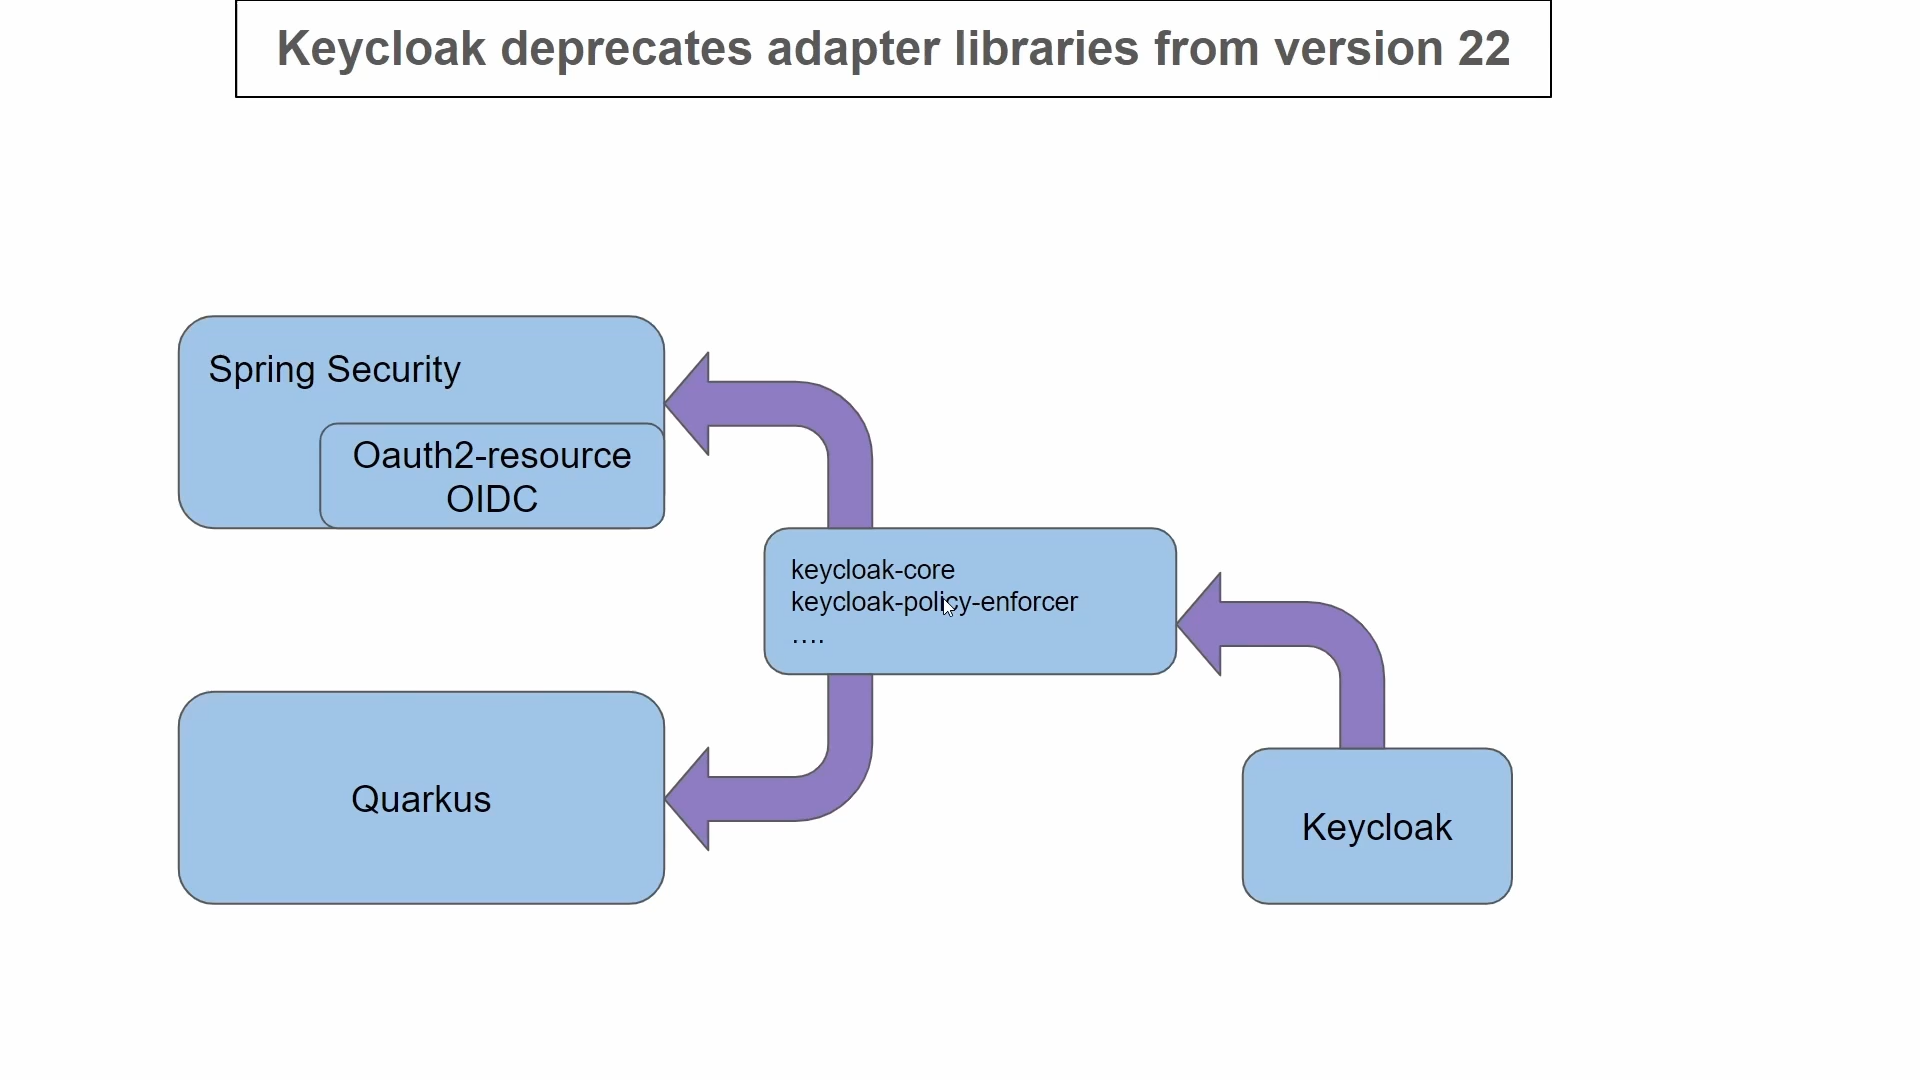 Keycloak deprecates adapter libraries from version 22
Spring Security
Oauth2-resource
OIDC
keycloak-core
keycloak-policy-enforcer
....
Quarkus
Keycloak